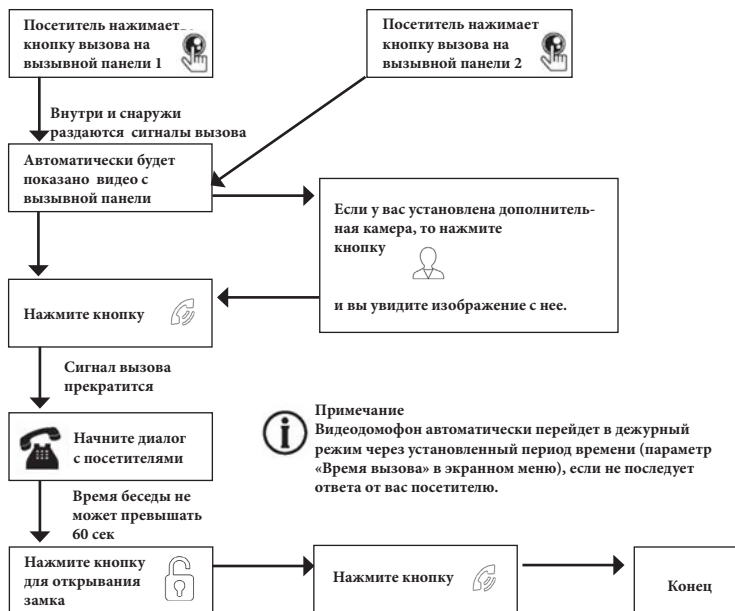 Посетитель нажимает
кнопку вызова на
вызывной панели 1
Посетитель нажимает
кнопку вызова на
вызывной панели 2
Внутри и снаружи
раздаются сигналы вызова
Автоматически будет
показано видео с
вызывной панели
Если у вас установлена дополнитель-
ная камера, то нажмите
кнопку
и вы увидите изображение с нее.
Нажмите кнопку
Сигнал вызова
прекратится
Начните диалог
с посетителями
Примечание
Видеодомофон автоматически перейдет в дежурный
режим через установленный период времени (параметр
«Время вызова» в экранном меню), если не последует
ответа от вас посетителю.
Время беседы не
может превышать
60 сек
Нажмите кнопку
для открывания
замка
Нажмите кнопку
Конец